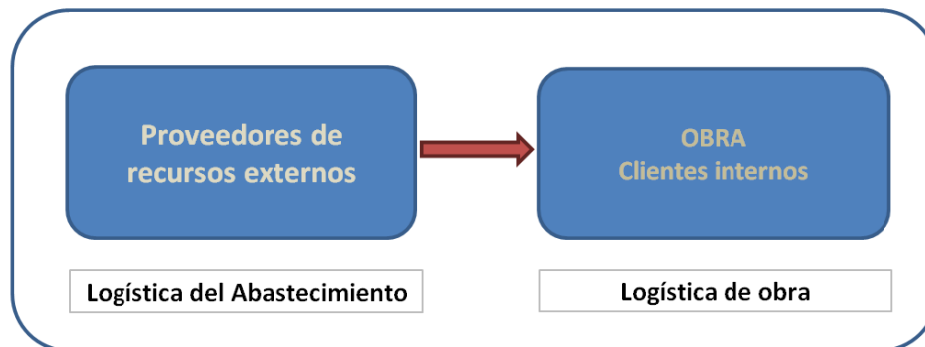 Proveedores de
recursos externos
OBRA
Clientes internos
Logística del Abastecimiento
Logística de obra